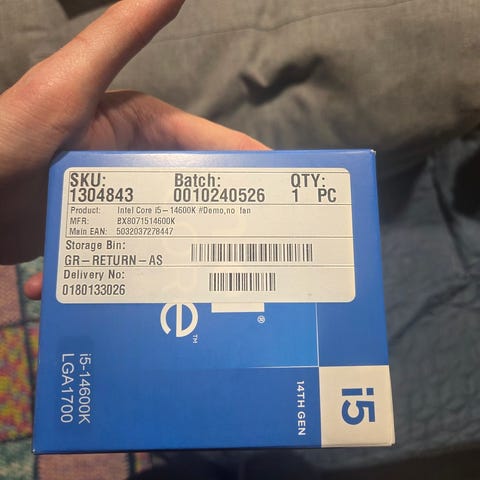 SKU: Batch: QTY:
1304843 0010240526 1 PC
Product: Intel Core i5-14600K #Demo,no fan
MFR: BX8071514600K
Main EAN: 5032037278447
Storage Bin:
GR-RETURN-AS
Delivery No:
0180133026
i5-14600K
LGA1700
14TH GEN
i5